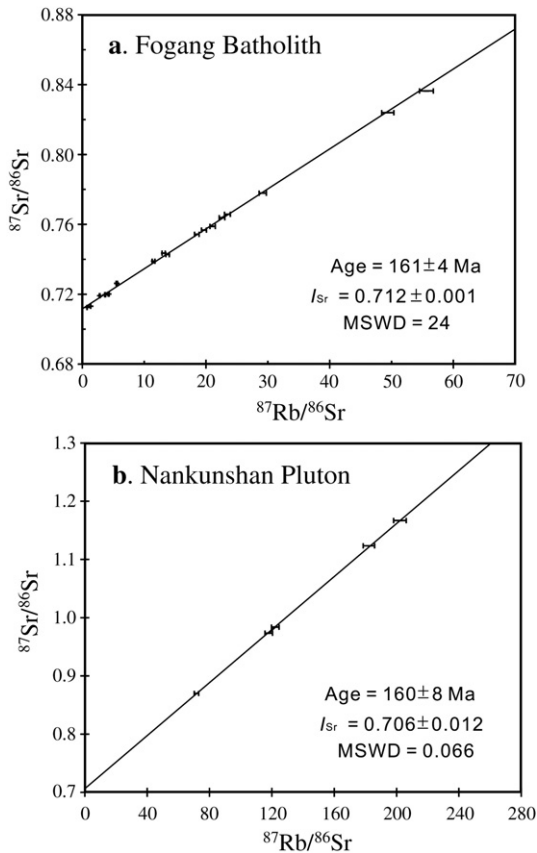 a. Fogang Batholith
0.88
0.84
0.80
0.76
0.72
0.68
⁸⁷Sr/⁸⁶Sr
Age = 161±4 Ma
I_Sr = 0.712±0.001
MSWD = 24
0 10 20 30 40 50 60 70
⁸⁷Rb/⁸⁶Sr
b. Nankunshan Pluton
1.3
1.2
1.1
1.0
0.9
0.8
0.7
⁸⁷Sr/⁸⁶Sr
Age = 160±8 Ma
I_Sr = 0.706±0.012
MSWD = 0.066
0 40 80 120 160 200 240 280
⁸⁷Rb/⁸⁶Sr